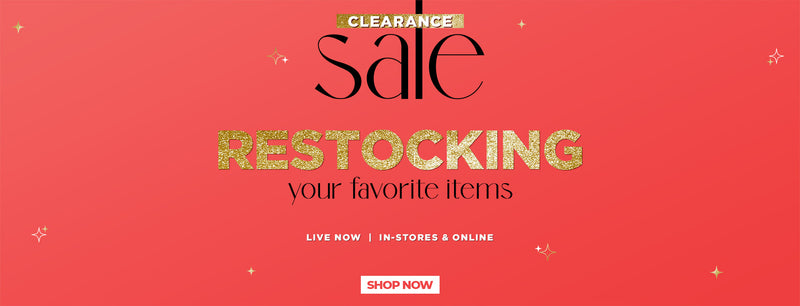 CLEARANCE
sale
RESTOCKING
your favorite items
LIVE NOW | IN-STORES & ONLINE
SHOP NOW